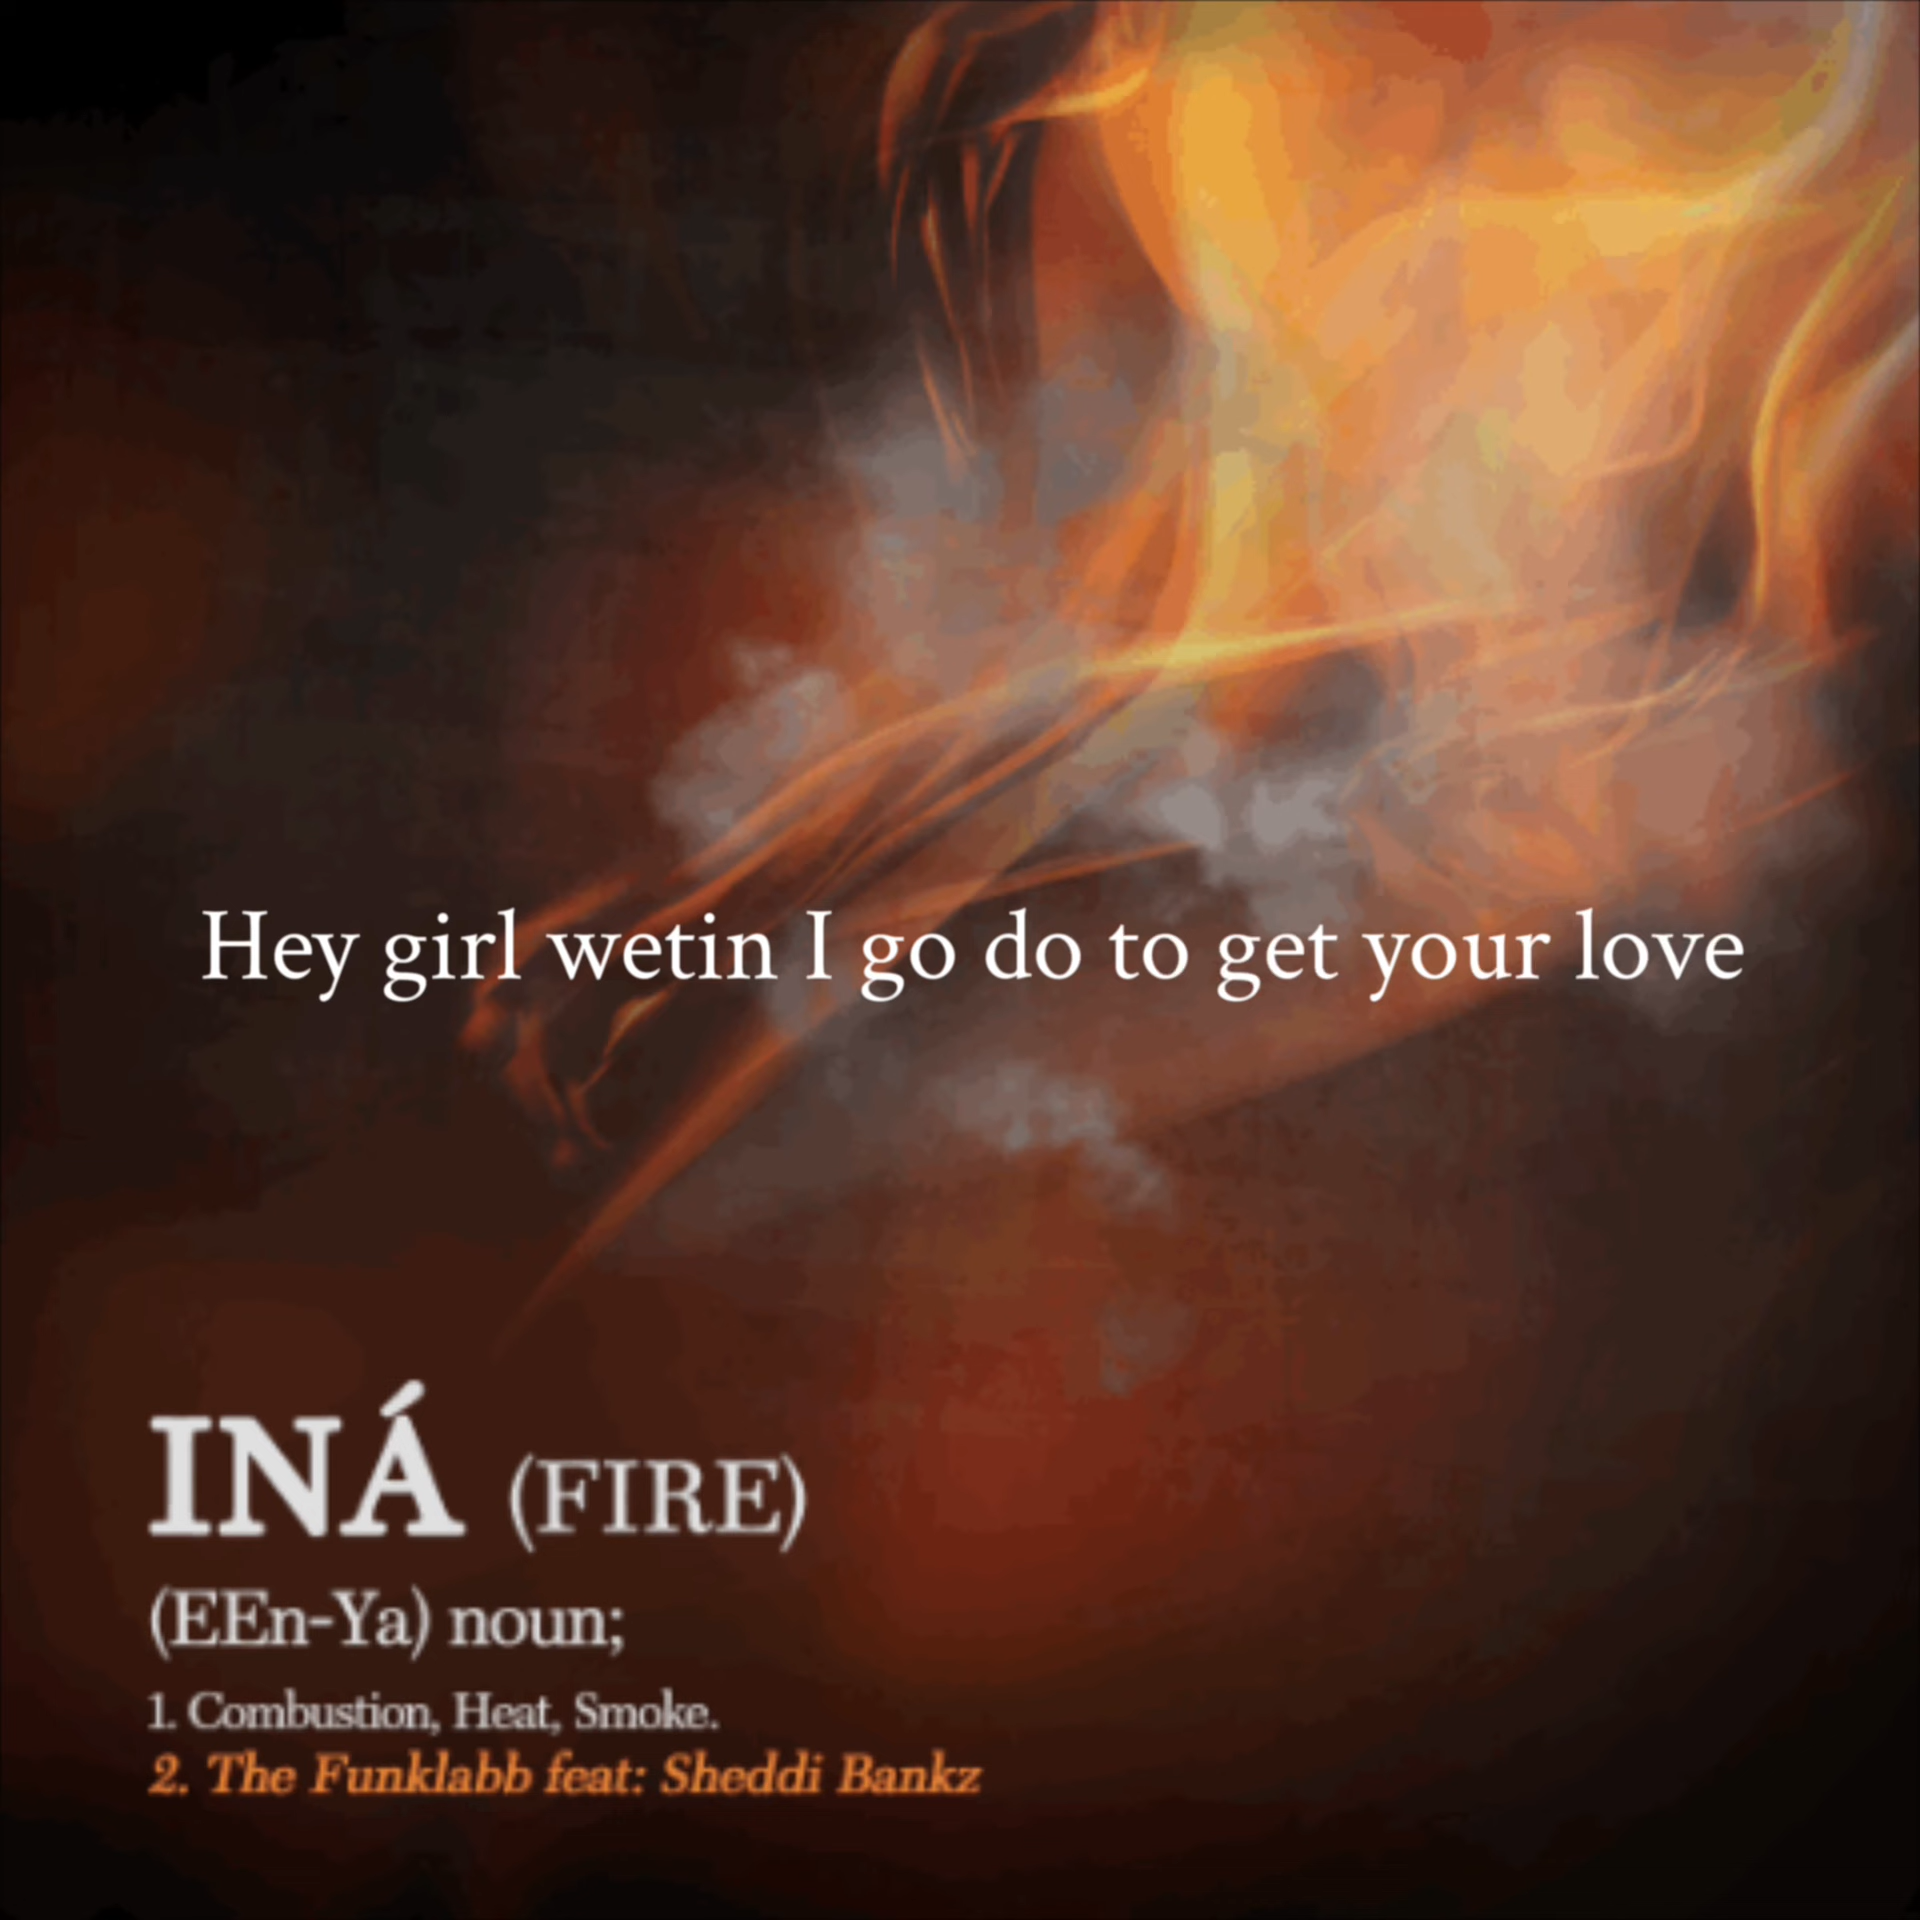 Hey girl wetin I go do to get your love
INÁ (FIRE)
(EEn-Ya) noun;
1. Combustion, Heat, Smoke.
2. The Funklabb feat: Sheddi Bankz